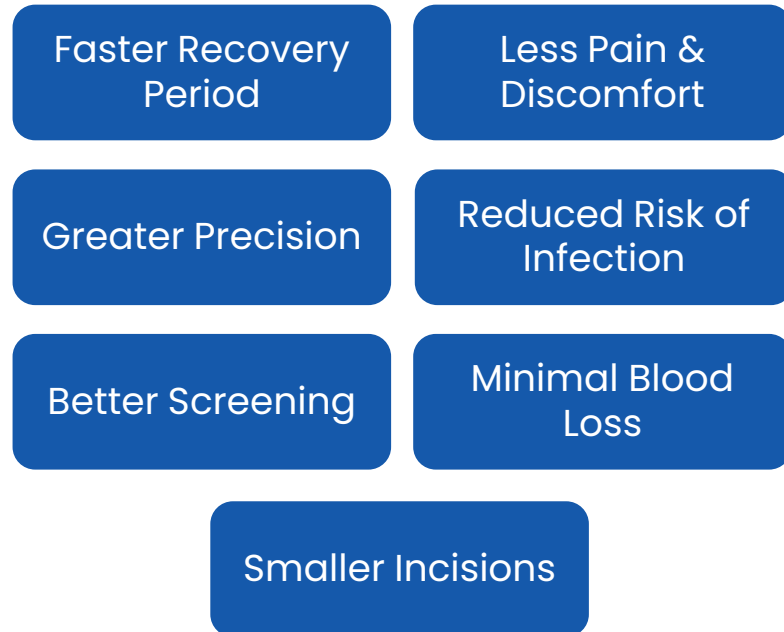 Faster Recovery
Period
Less Pain &
Discomfort
Greater Precision
Reduced Risk of
Infection
Better Screening
Minimal Blood
Loss
Smaller Incisions